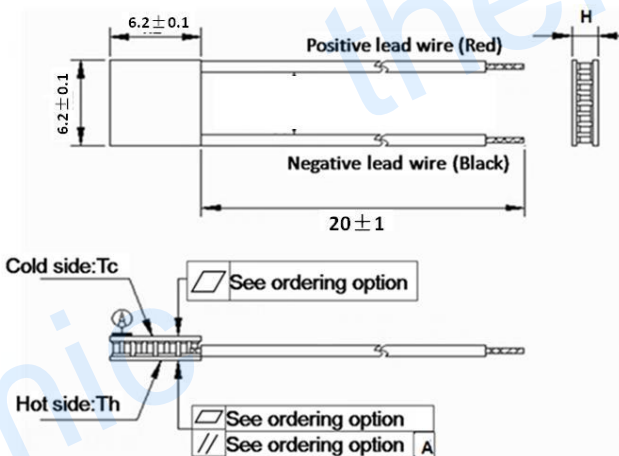 6.2±0.1
H
Positive lead wire (Red)
6.2±0.1
Negative lead wire (Black)
20±1
Cold side:Tc
See ordering option
A
Hot side:Th
See ordering option
// See ordering option A